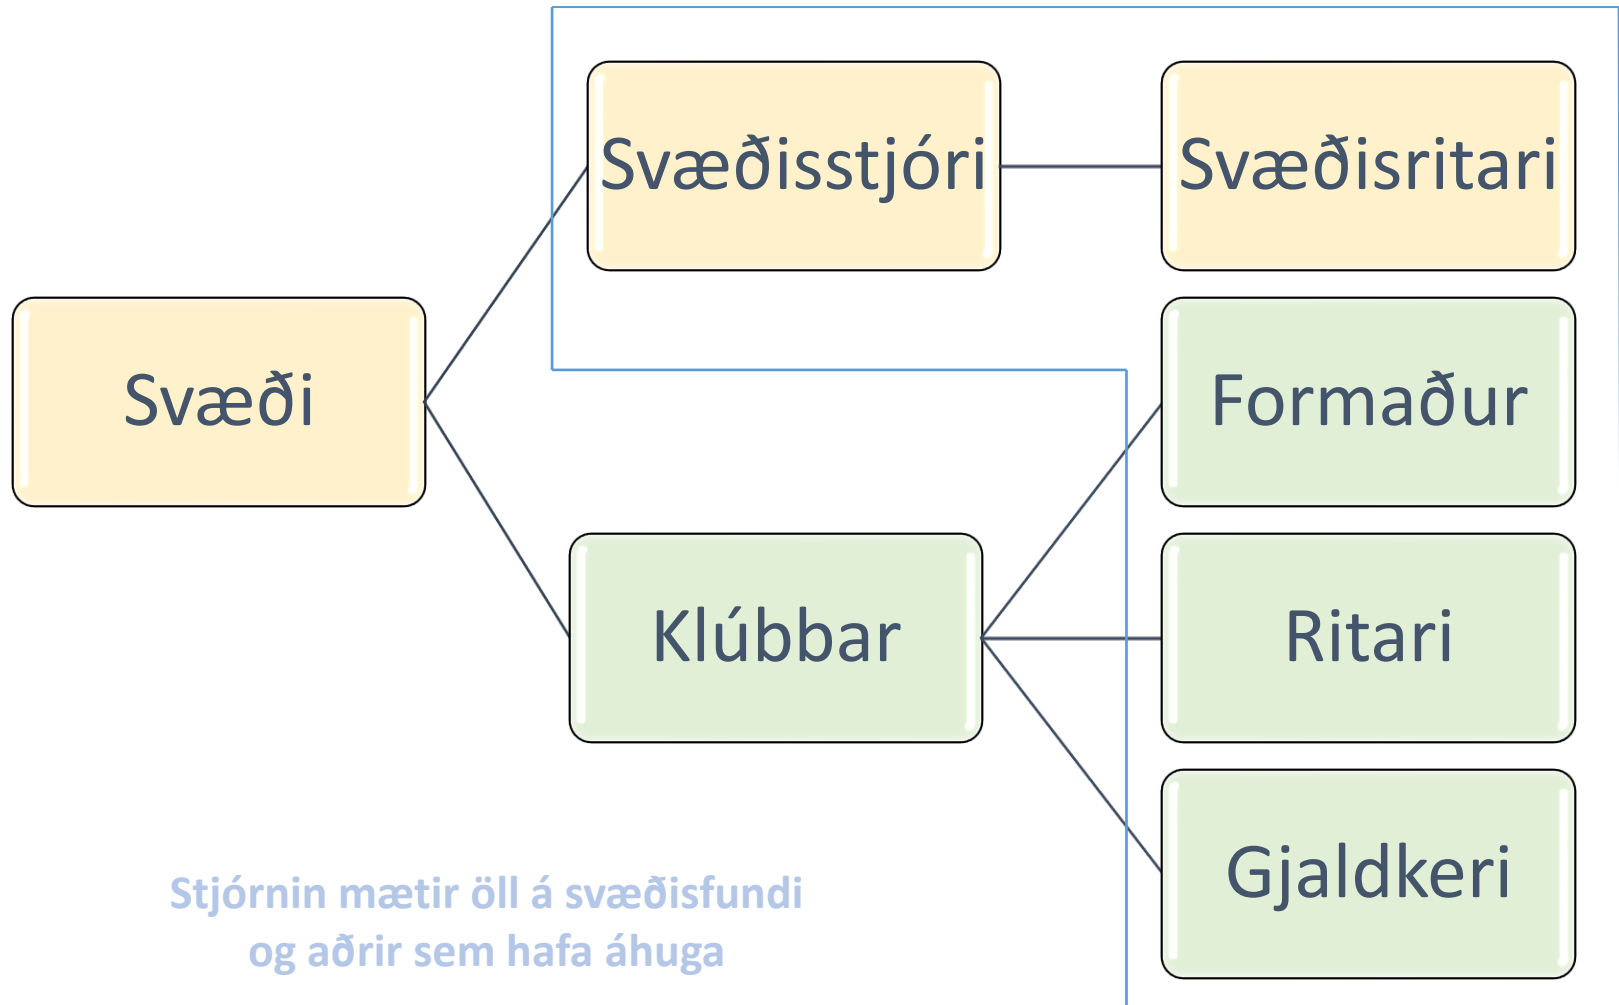 Svæðisstjóri
Svæðisritari
Svæði
Formaður
Klúbbar
Ritari
Gjaldkeri
Stjórnin mætir öll á svæðisfundi
og aðrir sem hafa áhuga